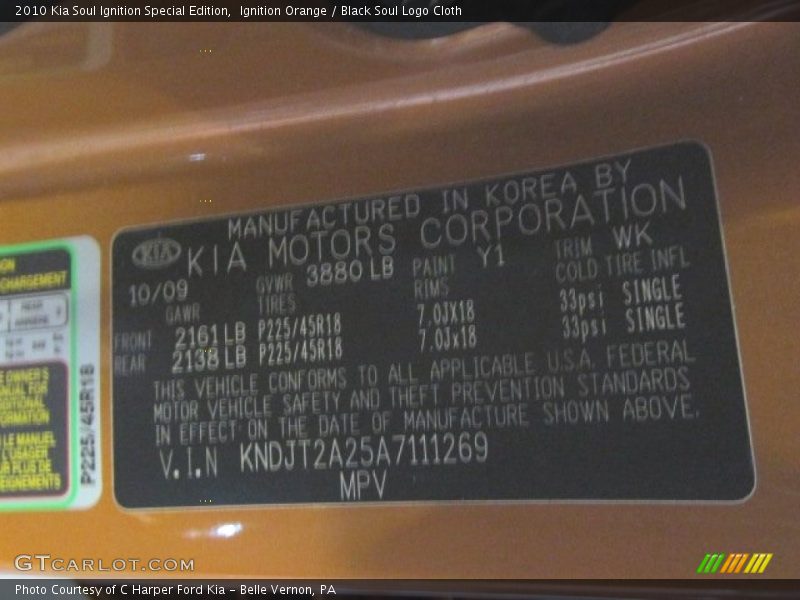 2010 Kia Soul Ignition Special Edition,  Ignition Orange / Black Soul Logo Cloth
MANUFACTURED IN KOREA BY
KIA KIA MOTORS CORPORATION
10/09 GVWR 3880 LB PAINT Y1 TRIM WK
GAWR TIRES RIMS COLD TIRE INFL
FRONT 2161 LB P225/45R18 7.0JX18 33psi SINGLE
REAR 2138 LB P225/45R18 7.0Jx18 33psi SINGLE
THIS VEHICLE CONFORMS TO ALL APPLICABLE U.S.A. FEDERAL
MOTOR VEHICLE SAFETY AND THEFT PREVENTION STANDARDS
IN EFFECT ON THE DATE OF MANUFACTURE SHOWN ABOVE.
V.I.N KNDJT2A25A7111269
MPV
P225/45R18
GTCARLOT.COM
Photo Courtesy of C Harper Ford Kia - Belle Vernon, PA